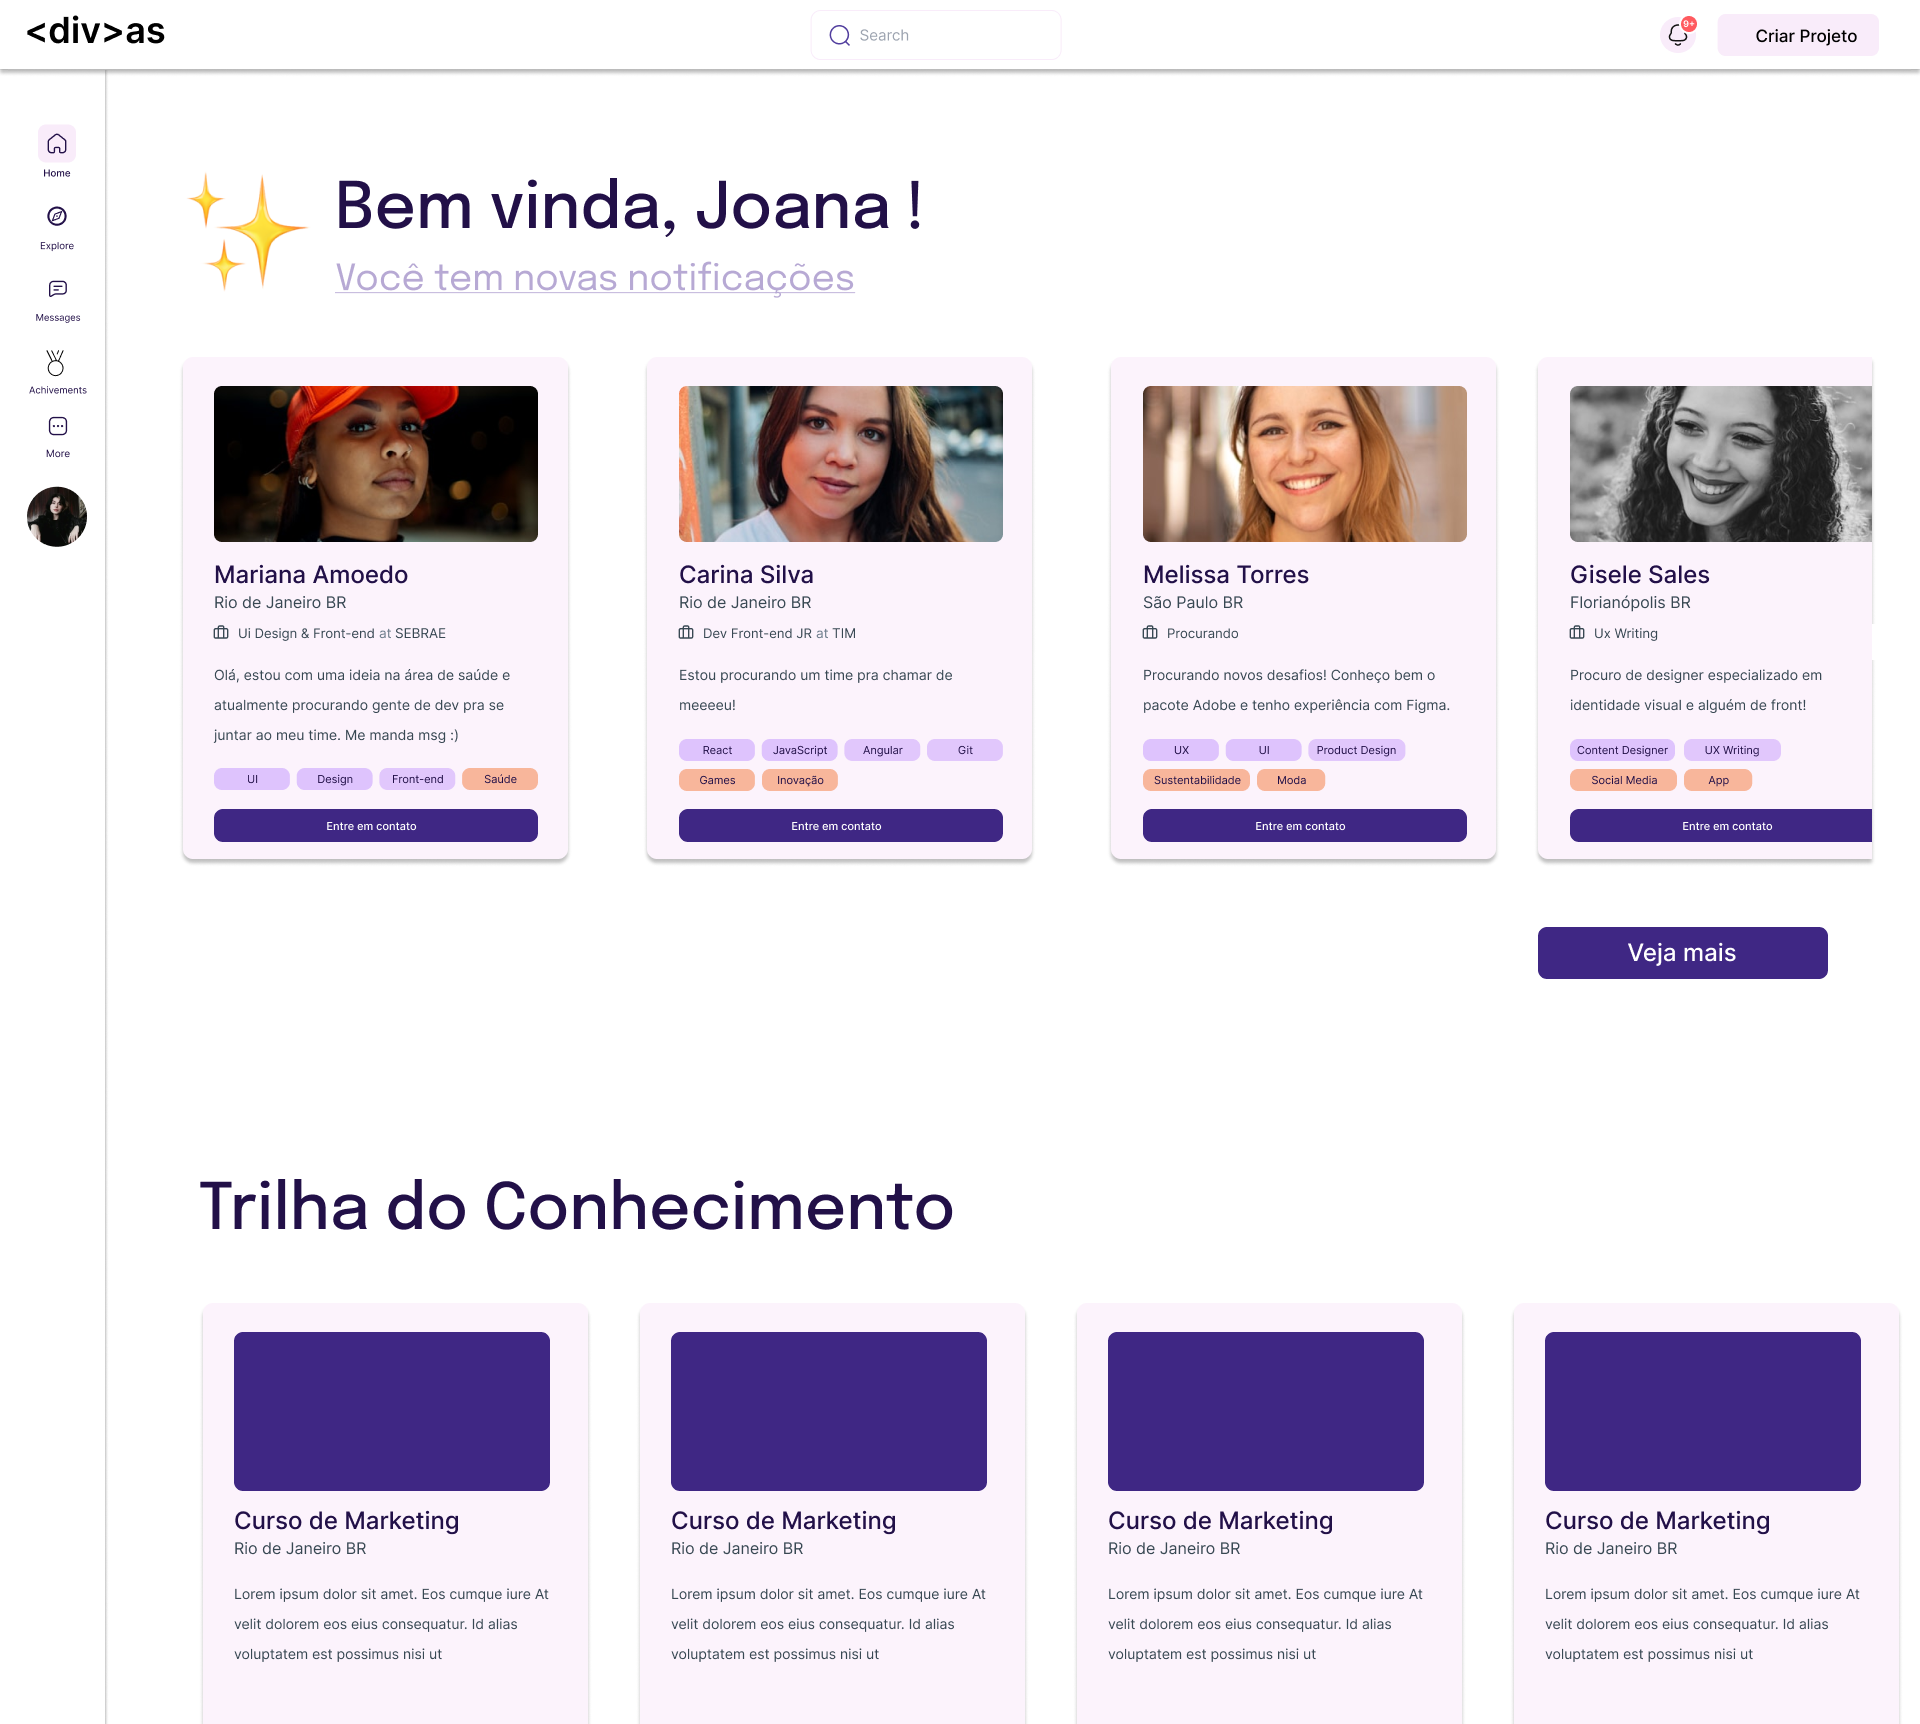 <div>as
Search
9+
Criar Projeto
Home
Explore
Messages
Achivements
More
Bem vinda, Joana !
Você tem novas notificações
Mariana Amoedo
Rio de Janeiro BR
Ui Design & Front-end at SEBRAE
Olá, estou com uma ideia na área de saúde e
atualmente procurando gente de dev pra se
juntar ao meu time. Me manda msg :)
UI Design Front-end Saúde
Entre em contato
Carina Silva
Rio de Janeiro BR
Dev Front-end JR at TIM
Estou procurando um time pra chamar de
meeeeu!
React JavaScript Angular Git
Games Inovação
Entre em contato
Melissa Torres
São Paulo BR
Procurando
Procurando novos desafios! Conheço bem o
pacote Adobe e tenho experiência com Figma.
UX UI Product Design
Sustentabilidade Moda
Entre em contato
Gisele Sales
Florianópolis BR
Ux Writing
Procuro de designer especializado em
identidade visual e alguém de front!
Content Designer UX Writing
Social Media App
Entre em contato
Veja mais
Trilha do Conhecimento
Curso de Marketing
Rio de Janeiro BR
Lorem ipsum dolor sit amet. Eos cumque iure At
velit dolorem eos eius consequatur. Id alias
voluptatem est possimus nisi ut
Curso de Marketing
Rio de Janeiro BR
Lorem ipsum dolor sit amet. Eos cumque iure At
velit dolorem eos eius consequatur. Id alias
voluptatem est possimus nisi ut
Curso de Marketing
Rio de Janeiro BR
Lorem ipsum dolor sit amet. Eos cumque iure At
velit dolorem eos eius consequatur. Id alias
voluptatem est possimus nisi ut
Curso de Marketing
Rio de Janeiro BR
Lorem ipsum dolor sit amet. Eos cumque iure At
velit dolorem eos eius consequatur. Id alias
voluptatem est possimus nisi ut